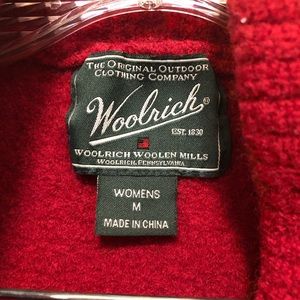 THE ORIGINAL OUTDOOR
CLOTHING COMPANY
Woolrich®
EST. 1830
WOOLRICH WOOLEN MILLS
WOOLRICH, PENNSYLVANIA
WOMENS
M
MADE IN CHINA